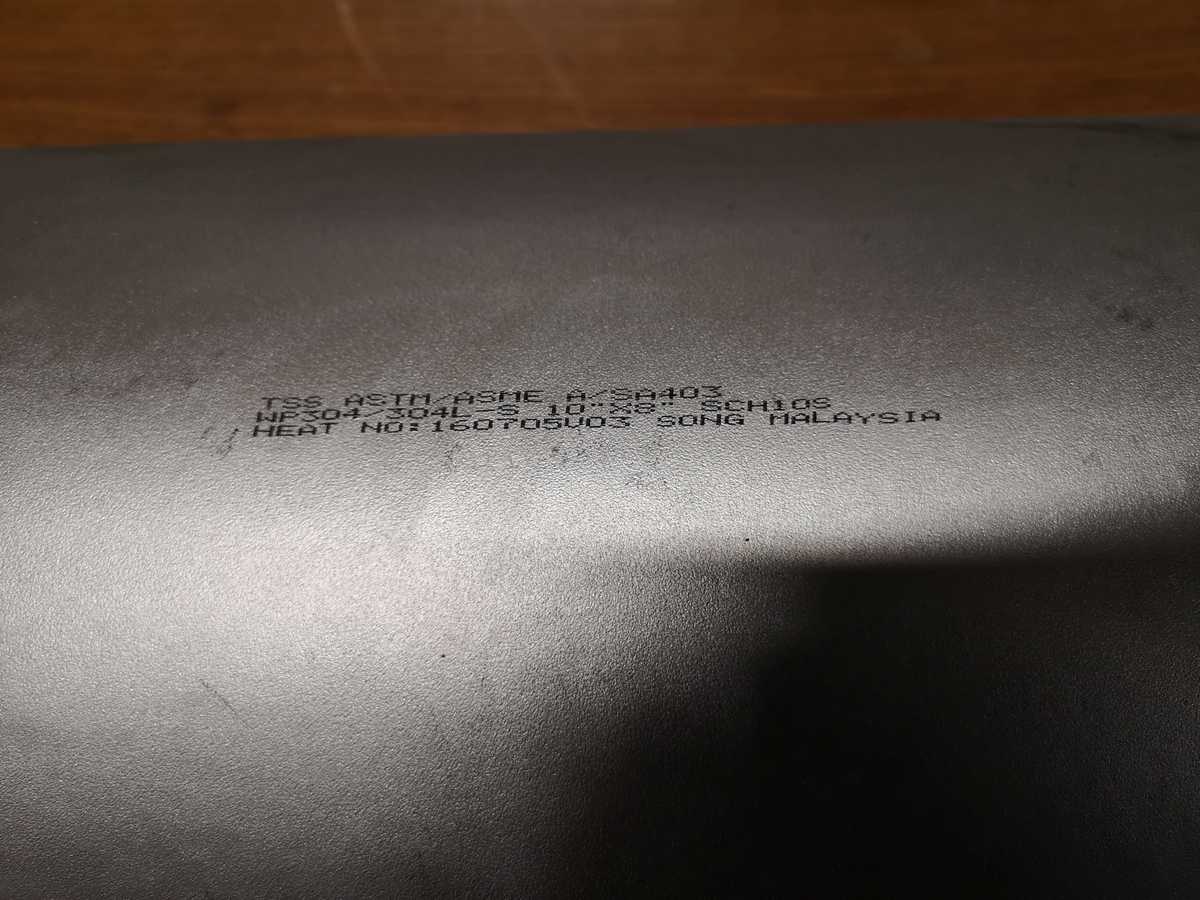 TSS ASTM/ASME A/SA403
WP304/304L-S 10"X8" SCH10S
HEAT NO:160705V03 SONG MALAYSIA